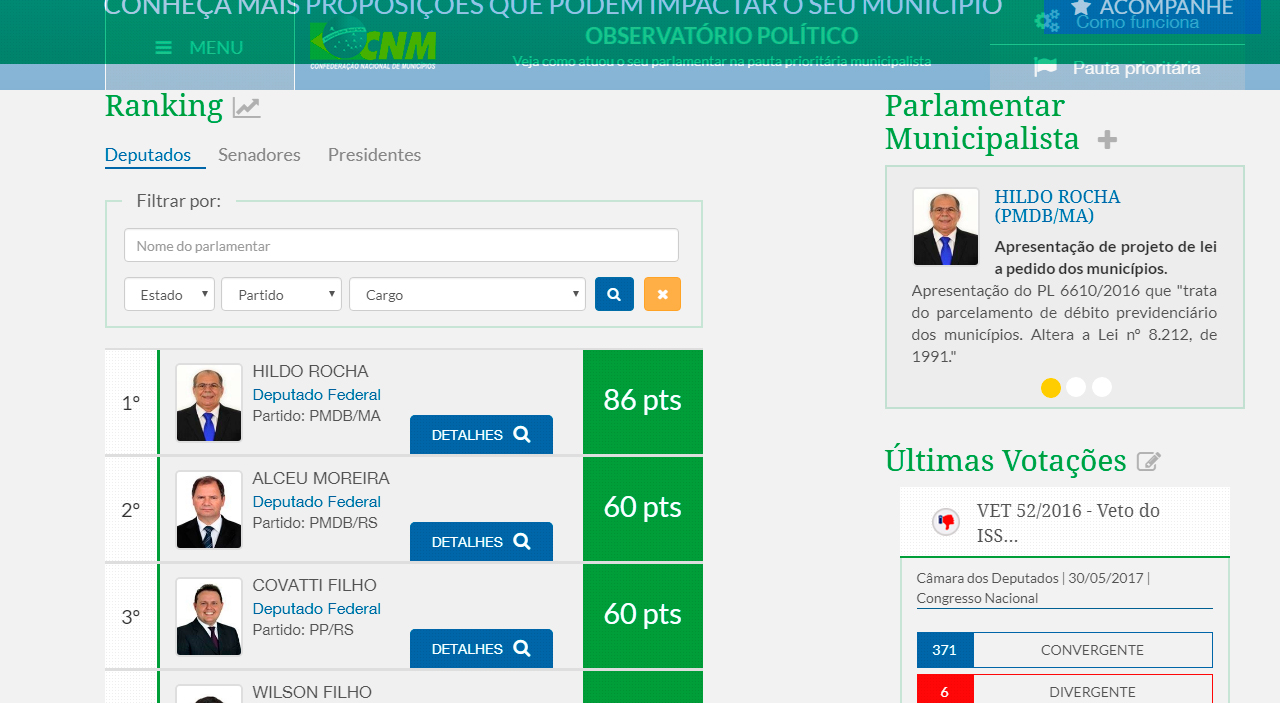 CONHEÇA MAIS PROPOSIÇÕES QUE PODEM IMPACTAR O SEU MUNICÍPIO
ACOMPANHE
Como funciona
MENU
CNM
CONFEDERAÇÃO NACIONAL DE MUNICÍPIOS
OBSERVATÓRIO POLÍTICO
Veja como atuou o seu parlamentar na pauta prioritária municipalista
Pauta prioritária
Ranking
Deputados Senadores Presidentes
Filtrar por:
Nome do parlamentar
Estado Partido Cargo
1º
HILDO ROCHA
Deputado Federal
Partido: PMDB/MA
DETALHES
86 pts
2º
ALCEU MOREIRA
Deputado Federal
Partido: PMDB/RS
DETALHES
60 pts
3º
COVATTI FILHO
Deputado Federal
Partido: PP/RS
DETALHES
60 pts
WILSON FILHO
Parlamentar
Municipalista
HILDO ROCHA
(PMDB/MA)
Apresentação de projeto de lei
a pedido dos municípios.
Apresentação do PL 6610/2016 que "trata
do parcelamento de débito previdenciário
dos municípios. Altera a Lei nº 8.212, de
1991."
Últimas Votações
VET 52/2016 - Veto do
ISS...
Câmara dos Deputados | 30/05/2017 |
Congresso Nacional
371 CONVERGENTE
6 DIVERGENTE